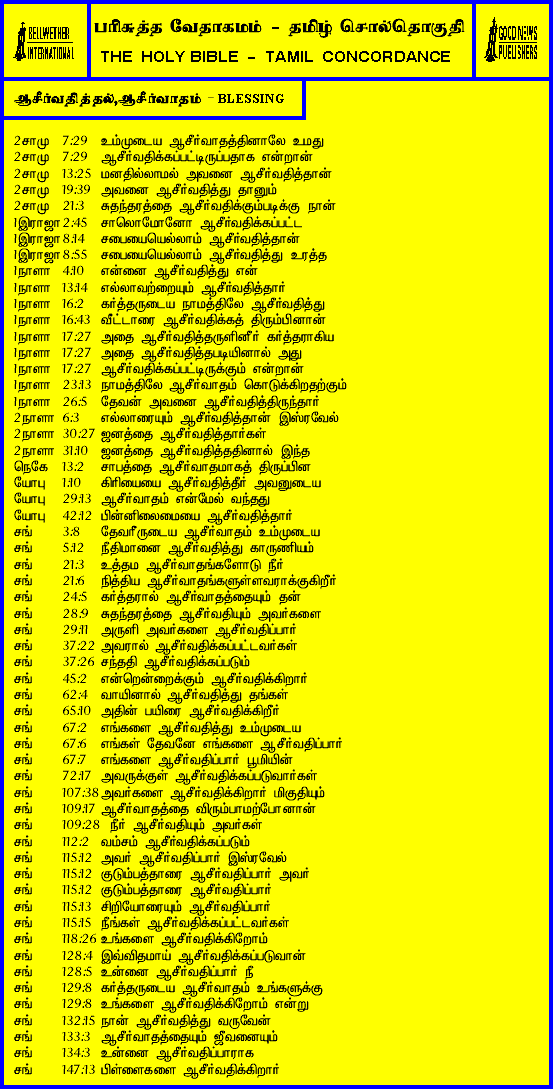 BELLWETHER
INTERNATIONAL
பரிசுத்த வேதாகமம் - தமிழ் சொல்தொகுதி
THE HOLY BIBLE - TAMIL CONCORDANCE
GOOD NEWS
PUBLISHERS
ஆசீர்வதித்தல்,ஆசீர்வாதம் - BLESSING
2சாமு 7:29 உம்முடைய ஆசீர்வாதத்தினாலே உமது
2சாமு 7:29 ஆசீர்வதிக்கப்பட்டிருப்பதாக என்றான்
2சாமு 13:25 மனதில்லாமல் அவனை ஆசீர்வதித்தான்
2சாமு 19:39 அவனை ஆசீர்வதித்து தானும்
2சாமு 21:3 சுதந்தரத்தை ஆசீர்வதிக்கும்படிக்கு நான்
1இராஜா 2:45 சாலொமோனோ ஆசீர்வதிக்கப்பட்ட
1இராஜா 8:14 சபையையெல்லாம் ஆசீர்வதித்தான்
1இராஜா 8:55 சபையையெல்லாம் ஆசீர்வதித்து உரத்த
1நாளா 4:10 என்னை ஆசீர்வதித்து என்
1நாளா 13:14 எல்லாவற்றையும் ஆசீர்வதித்தார்
1நாளா 16:2 கர்த்தருடைய நாமத்திலே ஆசீர்வதித்து
1நாளா 16:43 வீட்டாரை ஆசீர்வதிக்கத் திரும்பினான்
1நாளா 17:27 அதை ஆசீர்வதித்தருளினீர் கர்த்தராகிய
1நாளா 17:27 அதை ஆசீர்வதித்தபடியினால் அது
1நாளா 17:27 ஆசீர்வதிக்கப்பட்டிருக்கும் என்றான்
1நாளா 23:13 நாமத்திலே ஆசீர்வாதம் கொடுக்கிறதற்கும்
1நாளா 26:5 தேவன் அவனை ஆசீர்வதித்திருந்தார்
2நாளா 6:3 எல்லாரையும் ஆசீர்வதித்தான் இஸ்ரவேல்
2நாளா 30:27 ஜனத்தை ஆசீர்வதித்தார்கள்
2நாளா 31:10 ஜனத்தை ஆசீர்வதித்ததினால் இந்த
நெகே 13:2 சாபத்தை ஆசீர்வாதமாகத் திருப்பின
யோபு 1:10 கிரியையை ஆசீர்வதித்தீர் அவனுடைய
யோபு 29:13 ஆசீர்வாதம் என்மேல் வந்தது
யோபு 42:12 பின்னிலைமையை ஆசீர்வதித்தார்
சங் 3:8 தேவரீருடைய ஆசீர்வாதம் உம்முடைய
சங் 5:12 நீதிமானை ஆசீர்வதித்து காருணியம்
சங் 21:3 உத்தம ஆசீர்வாதங்களோடு நீர்
சங் 21:6 நித்திய ஆசீர்வாதங்களுள்ளவராக்குகிறீர்
சங் 24:5 கர்த்தரால் ஆசீர்வாதத்தையும் தன்
சங் 28:9 சுதந்தரத்தை ஆசீர்வதியும் அவர்களை
சங் 29:11 அருளி அவர்களை ஆசீர்வதிப்பார்
சங் 37:22 அவரால் ஆசீர்வதிக்கப்பட்டவர்கள்
சங் 37:26 சந்ததி ஆசீர்வதிக்கப்படும்
சங் 45:2 என்றென்றைக்கும் ஆசீர்வதிக்கிறார்
சங் 62:4 வாயினால் ஆசீர்வதித்து தங்கள்
சங் 65:10 அதின் பயிரை ஆசீர்வதிக்கிறீர்
சங் 67:2 எங்களை ஆசீர்வதித்து உம்முடைய
சங் 67:6 எங்கள் தேவனே எங்களை ஆசீர்வதிப்பார்
சங் 67:7 எங்களை ஆசீர்வதிப்பார் பூமியின்
சங் 72:17 அவருக்குள் ஆசீர்வதிக்கப்படுவார்கள்
சங் 107:38 அவர்களை ஆசீர்வதிக்கிறார் மிகுதியும்
சங் 109:17 ஆசீர்வாதத்தை விரும்பாமற்போனான்
சங் 109:28 நீர் ஆசீர்வதியும் அவர்கள்
சங் 112:2 வம்சம் ஆசீர்வதிக்கப்படும்
சங் 115:12 அவர் ஆசீர்வதிப்பார் இஸ்ரவேல்
சங் 115:12 குடும்பத்தாரை ஆசீர்வதிப்பார் அவர்
சங் 115:12 குடும்பத்தாரை ஆசீர்வதிப்பார்
சங் 115:13 சிறியோரையும் ஆசீர்வதிப்பார்
சங் 115:15 நீங்கள் ஆசீர்வதிக்கப்பட்டவர்கள்
சங் 118:26 உங்களை ஆசீர்வதிக்கிறோம்
சங் 128:4 இவ்விதமாய் ஆசீர்வதிக்கப்படுவான்
சங் 128:5 உன்னை ஆசீர்வதிப்பார் நீ
சங் 129:8 கர்த்தருடைய ஆசீர்வாதம் உங்களுக்கு
சங் 129:8 உங்களை ஆசீர்வதிக்கிறோம் என்று
சங் 132:15 நான் ஆசீர்வதித்து வருவேன்
சங் 133:3 ஆசீர்வாதத்தையும் ஜீவனையும்
சங் 134:3 உன்னை ஆசீர்வதிப்பாராக
சங் 147:13 பிள்ளைகளை ஆசீர்வதிக்கிறார்